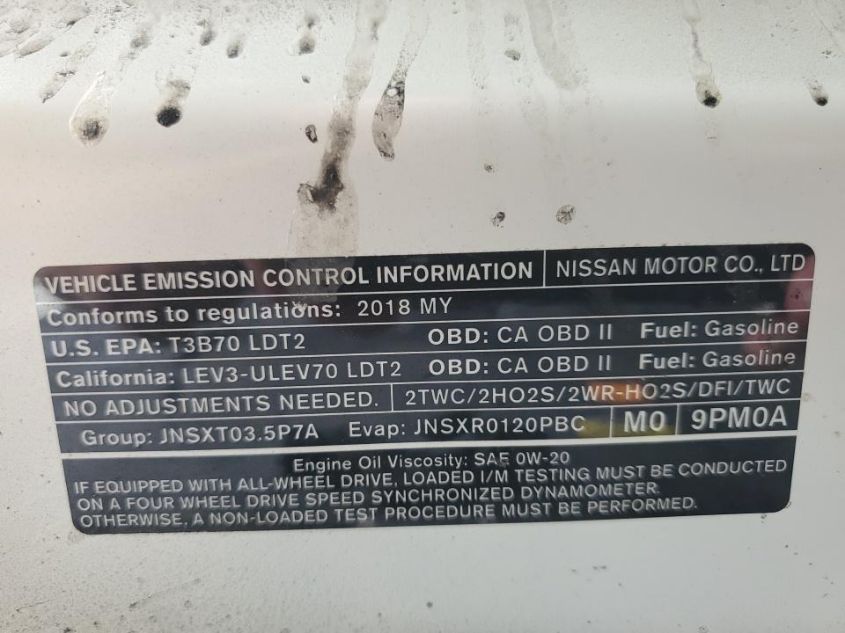 VEHICLE EMISSION CONTROL INFORMATION NISSAN MOTOR CO., LTD
Conforms to regulations: 2018 MY
U.S. EPA: T3B70 LDT2 OBD: CA OBD II Fuel: Gasoline
California: LEV3-ULEV70 LDT2 OBD: CA OBD II Fuel: Gasoline
NO ADJUSTMENTS NEEDED. 2TWC/2HO2S/2WR-HO2S/DFI/TWC
Group: JNSXT03.5P7A Evap: JNSXR0120PBC M0 9PM0A
Engine Oil Viscosity: SAE 0W-20
IF EQUIPPED WITH ALL-WHEEL DRIVE, LOADED I/M TESTING MUST BE CONDUCTED
ON A FOUR WHEEL DRIVE SPEED SYNCHRONIZED DYNAMOMETER.
OTHERWISE, A NON-LOADED TEST PROCEDURE MUST BE PERFORMED.